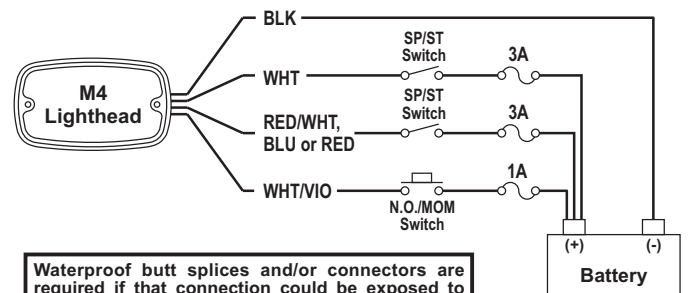 BLK
SP/ST
Switch
3A
WHT
M4
Lighthead
SP/ST
Switch
3A
RED/WHT,
BLU or RED
1A
WHT/VIO
N.O./MOM
Switch
(+) (-)
Battery
Waterproof butt splices and/or connectors are
required if that connection could be exposed to